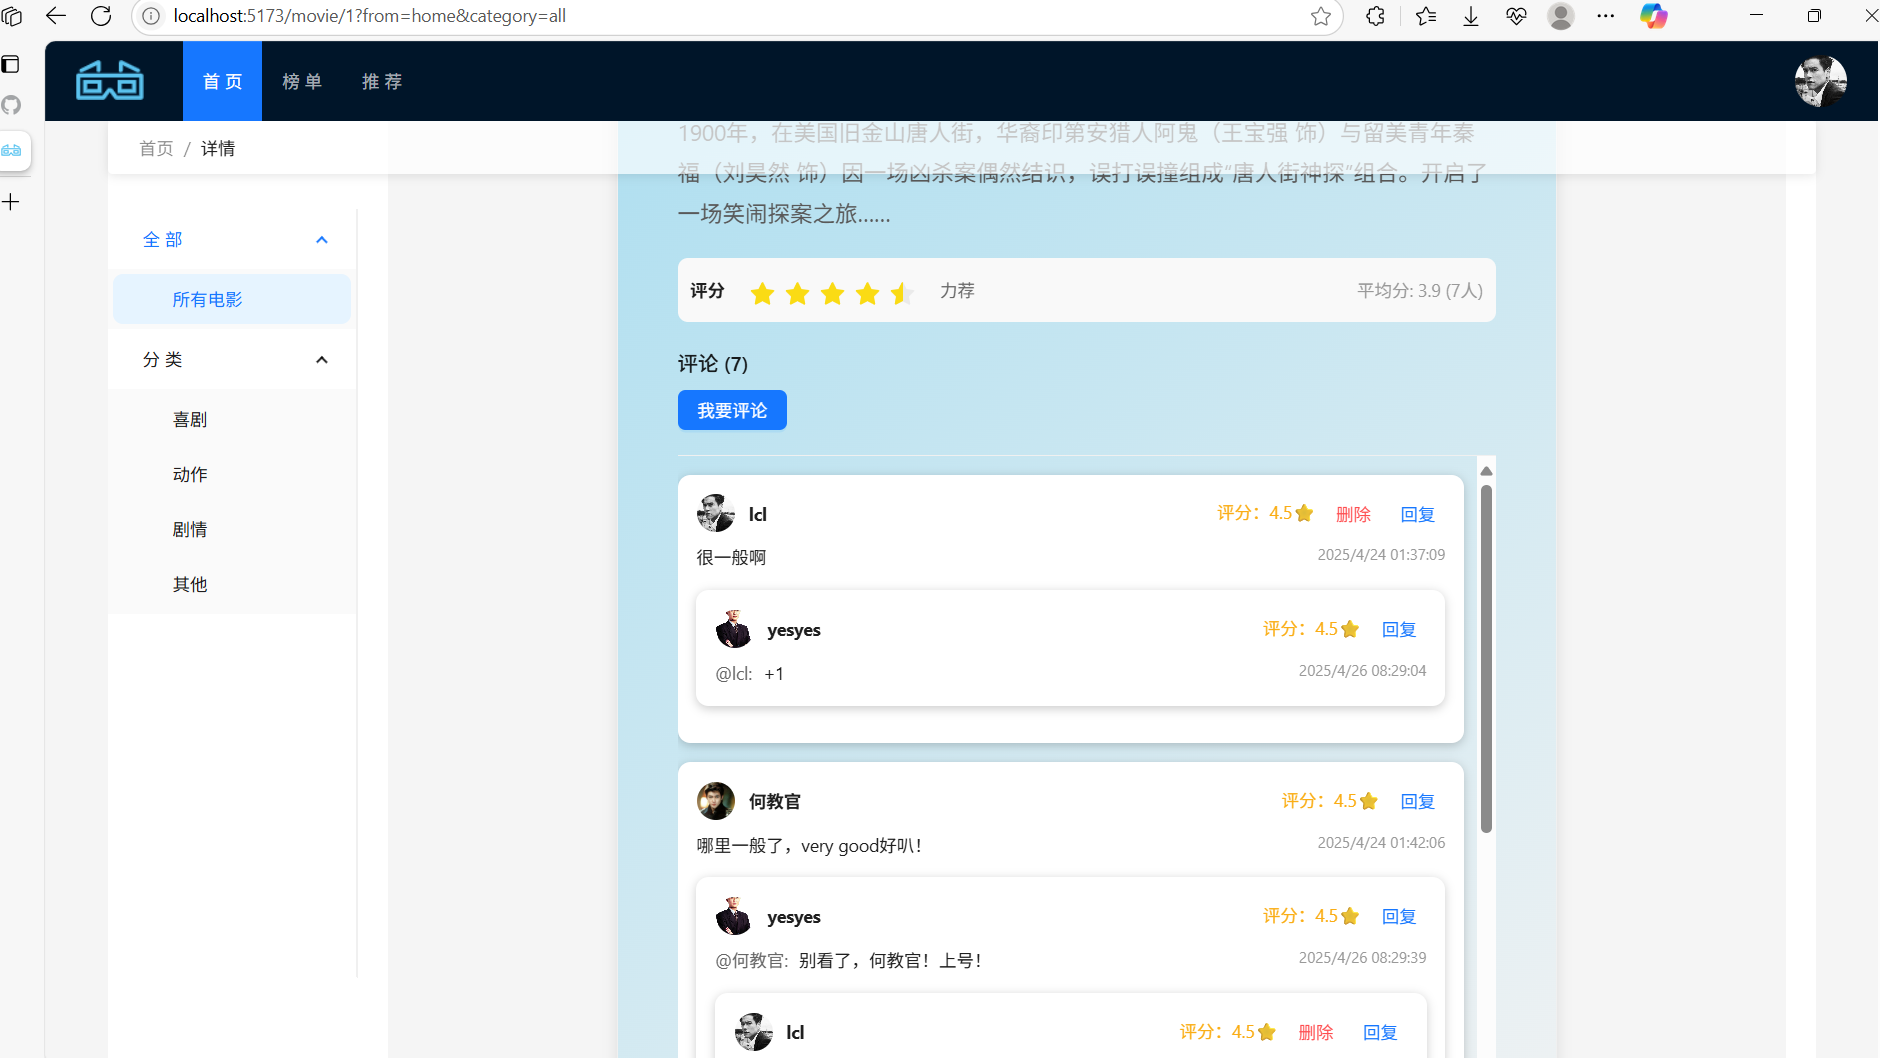 localhost:5173/movie/1?from=home&category=all
首 页
榜 单
推 荐
首页 / 详情
全 部
所有电影
分 类
喜剧
动作
剧情
其他
1900年，在美国旧金山唐人街，华裔印第安猎人阿鬼（王宝强 饰）与留美青年秦
福（刘昊然 饰）因一场凶杀案偶然结识，误打误撞组成“唐人街神探”组合。开启了
一场笑闹探案之旅……
评分 力荐 平均分: 3.9 (7人)
评论 (7)
我要评论
lcl 评分：4.5 删除 回复
很一般啊 2025/4/24 01:37:09
yesyes 评分：4.5 回复
@lcl: +1 2025/4/26 08:29:04
何教官 评分：4.5 回复
哪里一般了，very good好叭！ 2025/4/24 01:42:06
yesyes 评分：4.5 回复
@何教官: 别看了，何教官！上号！ 2025/4/26 08:29:39
lcl 评分：4.5 删除 回复